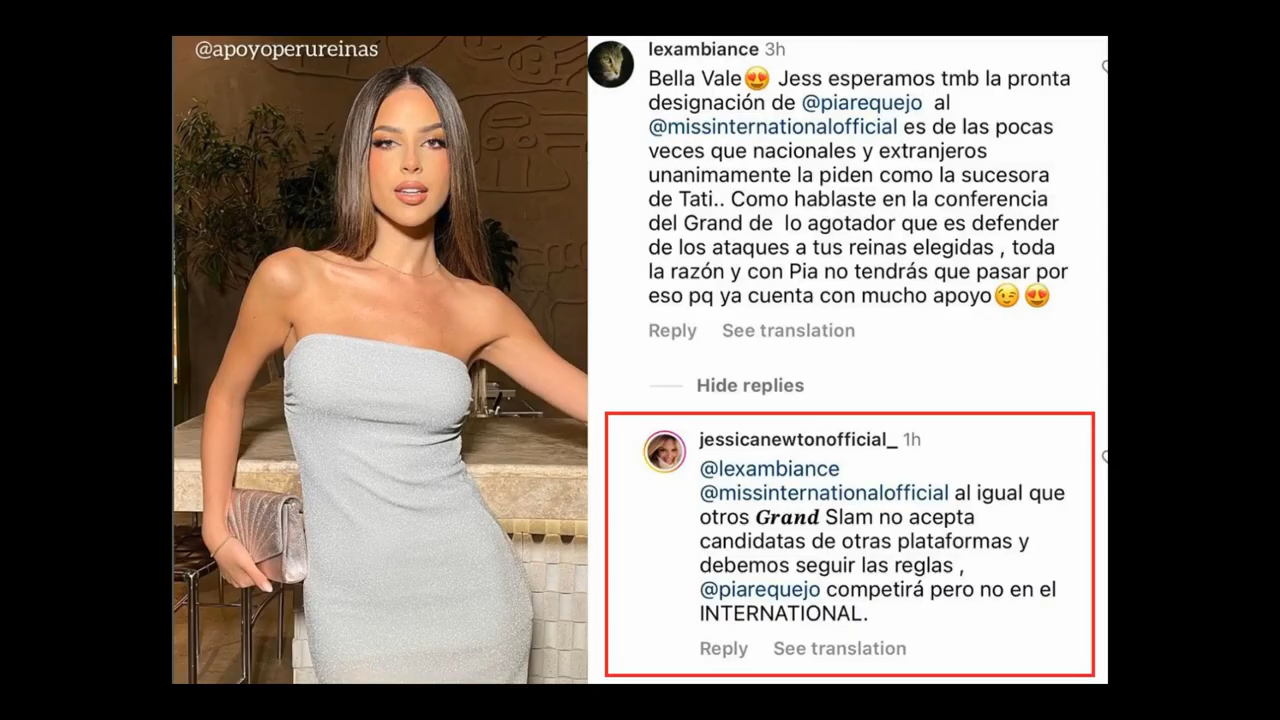 @apoyoperureinas
lexambiance 3h
Bella Vale😍 Jess esperamos tmb la pronta
designación de @piarequejo al
@missinternationalofficial es de las pocas
veces que nacionales y extranjeros
unanimamente la piden como la sucesora
de Tati.. Como hablaste en la conferencia
del Grand de lo agotador que es defender
de los ataques a tus reinas elegidas , toda
la razón y con Pia no tendrás que pasar por
eso pq ya cuenta con mucho apoyo😉😍
Reply See translation
Hide replies
jessicanewtonofficial_ 1h
@lexambiance
@missinternationalofficial al igual que
otros 𝑮𝒓𝒂𝒏𝒅 Slam no acepta
candidatas de otras plataformas y
debemos seguir las reglas ,
@piarequejo competirá pero no en el
INTERNATIONAL.
Reply See translation